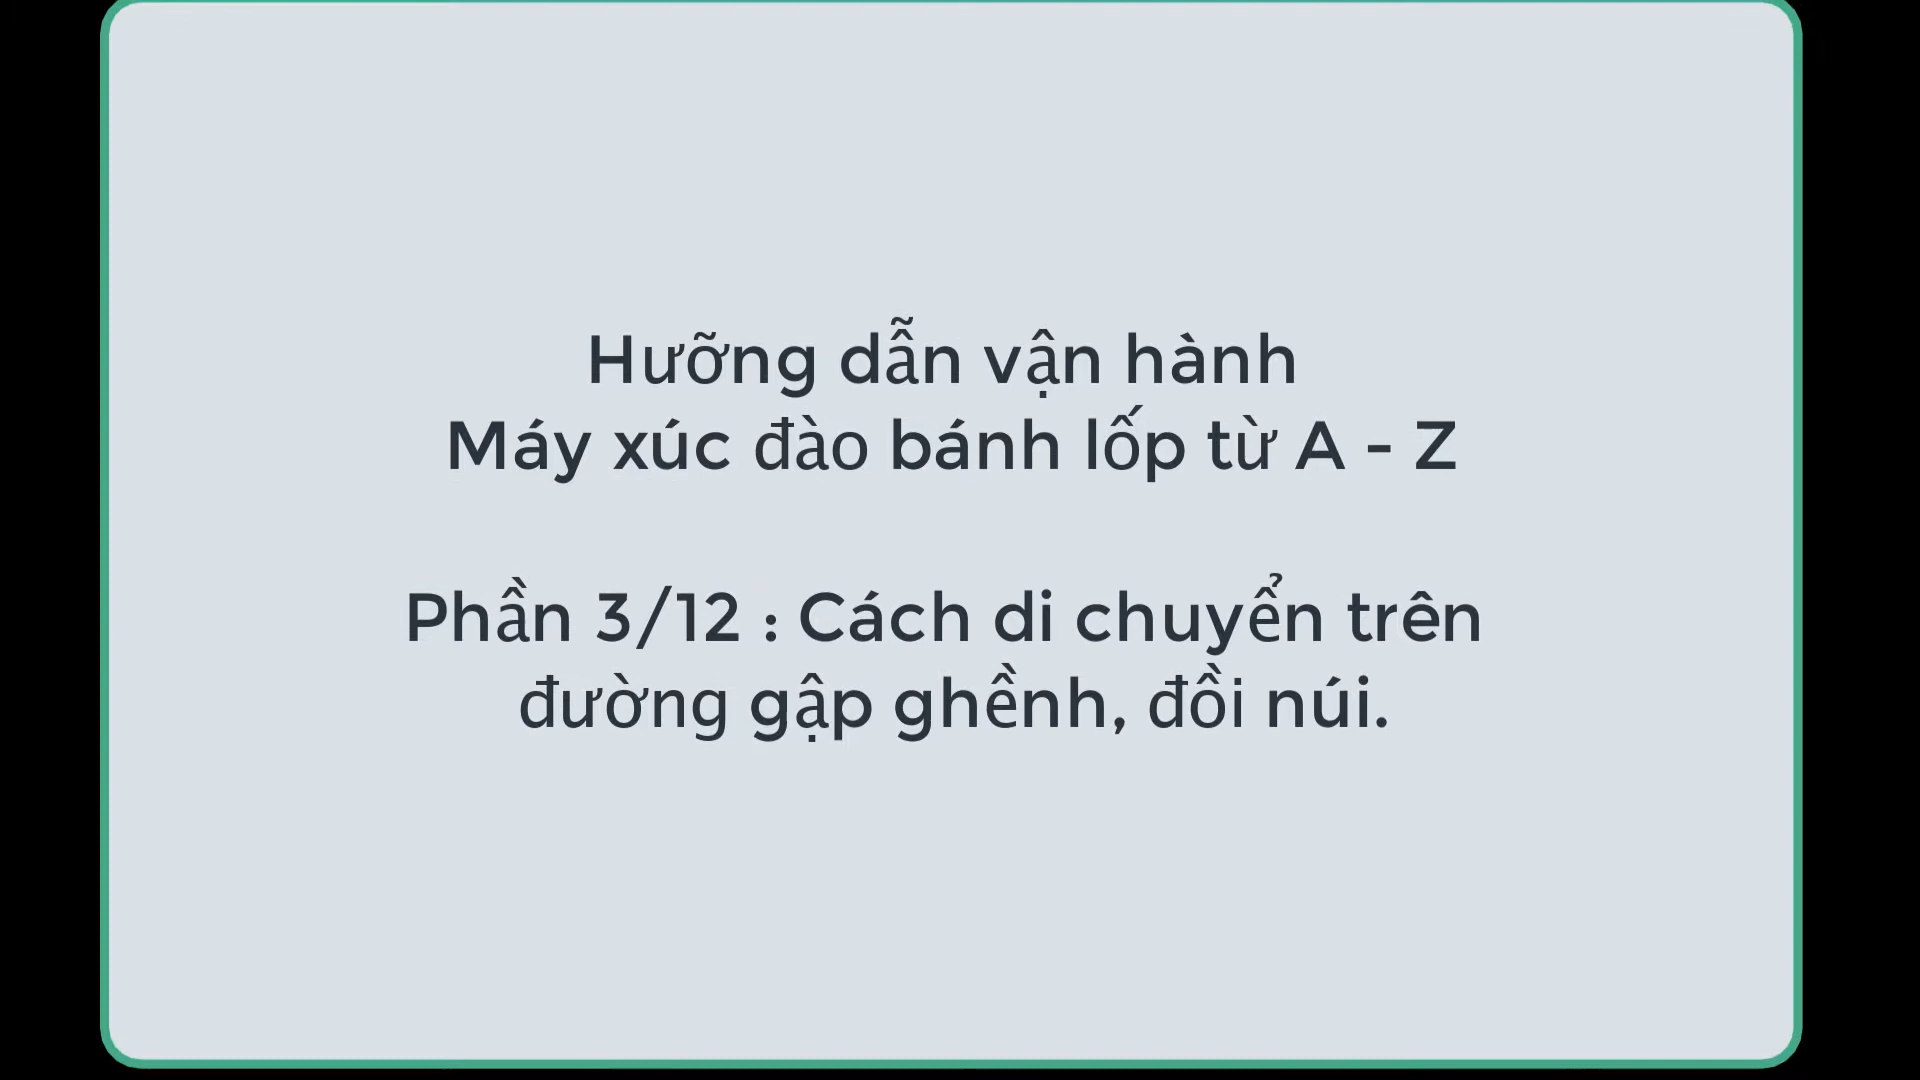 Hưỡng dẫn vận hành
Máy xúc đào bánh lốp từ A - Z
Phần 3/12 : Cách di chuyển trên
đường gập ghềnh, đồi núi.